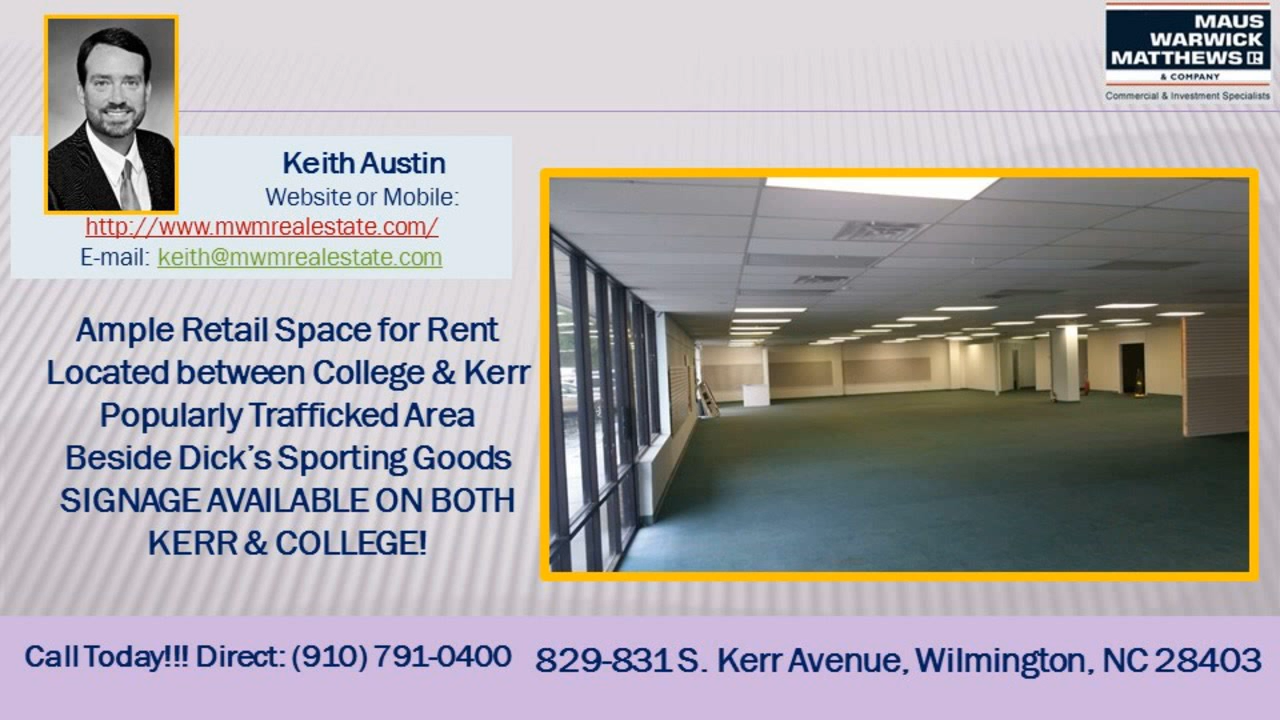 MAUS
WARWICK
MATTHEWS
& COMPANY
Commercial & Investment Specialists
Keith Austin
Website or Mobile:
http://www.mwmrealestate.com/
E-mail: keith@mwmrealestate.com
Ample Retail Space for Rent
Located between College & Kerr
Popularly Trafficked Area
Beside Dick’s Sporting Goods
SIGNAGE AVAILABLE ON BOTH
KERR & COLLEGE!
Call Today!!! Direct: (910) 791-0400
829-831 S. Kerr Avenue, Wilmington, NC 28403